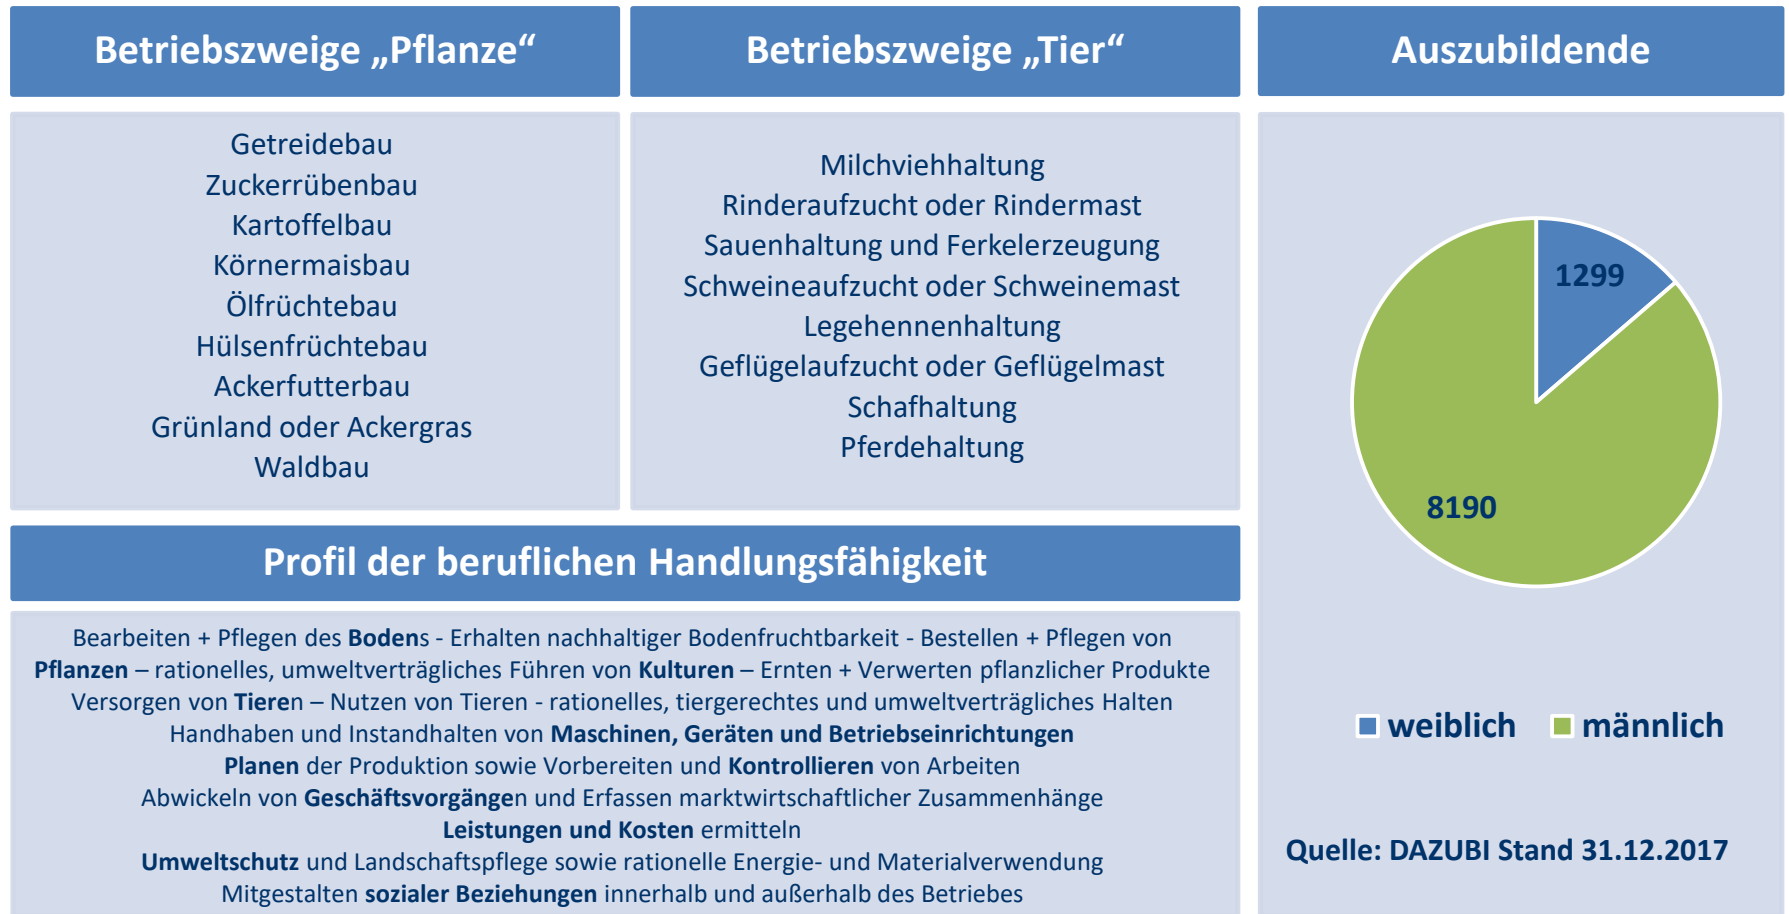 Betriebszweige „Pflanze“
Getreidebau
Zuckerrübenbau
Kartoffelbau
Körnermaisbau
Ölfrüchtebau
Hülsenfrüchtebau
Ackerfutterbau
Grünland oder Ackergras
Waldbau
Betriebszweige „Tier“
Milchviehhaltung
Rinderaufzucht oder Rindermast
Sauenhaltung und Ferkelerzeugung
Schweineaufzucht oder Schweinemast
Legehennenhaltung
Geflügelaufzucht oder Geflügelmast
Schafhaltung
Pferdehaltung
Profil der beruflichen Handlungsfähigkeit
Bearbeiten + Pflegen des Bodens - Erhalten nachhaltiger Bodenfruchtbarkeit - Bestellen + Pflegen von
Pflanzen – rationelles, umweltverträgliches Führen von Kulturen – Ernten + Verwerten pflanzlicher Produkte
Versorgen von Tieren – Nutzen von Tieren - rationelles, tiergerechtes und umweltverträgliches Halten
Handhaben und Instandhalten von Maschinen, Geräten und Betriebseinrichtungen
Planen der Produktion sowie Vorbereiten und Kontrollieren von Arbeiten
Abwickeln von Geschäftsvorgängen und Erfassen marktwirtschaftlicher Zusammenhänge
Leistungen und Kosten ermitteln
Umweltschutz und Landschaftspflege sowie rationelle Energie- und Materialverwendung
Mitgestalten sozialer Beziehungen innerhalb und außerhalb des Betriebes
Auszubildende
1299
8190
weiblich männlich
Quelle: DAZUBI Stand 31.12.2017